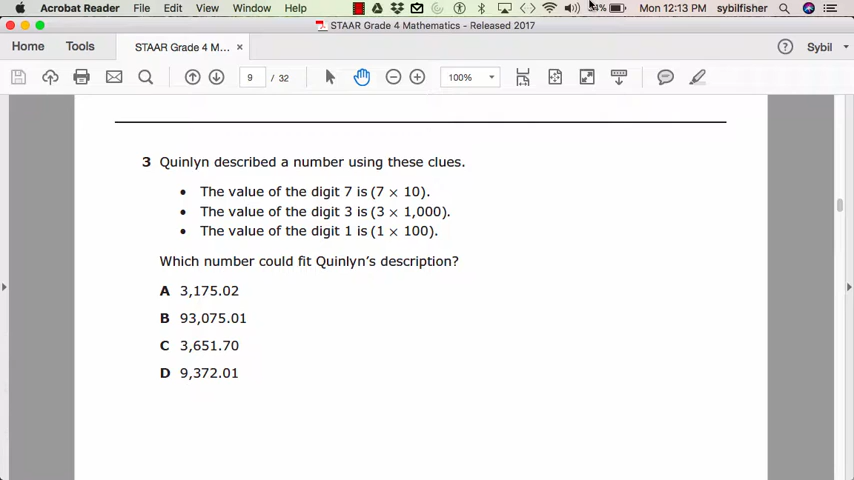 Acrobat Reader File Edit View Window Help Mon 12:13 PM sybilfisher
STAAR Grade 4 Mathematics - Released 2017
Home Tools STAAR Grade 4 M... × Sybil
9 / 32 100%
3 Quinlyn described a number using these clues.
• The value of the digit 7 is (7 × 10).
• The value of the digit 3 is (3 × 1,000).
• The value of the digit 1 is (1 × 100).
Which number could fit Quinlyn's description?
A 3,175.02
B 93,075.01
C 3,651.70
D 9,372.01